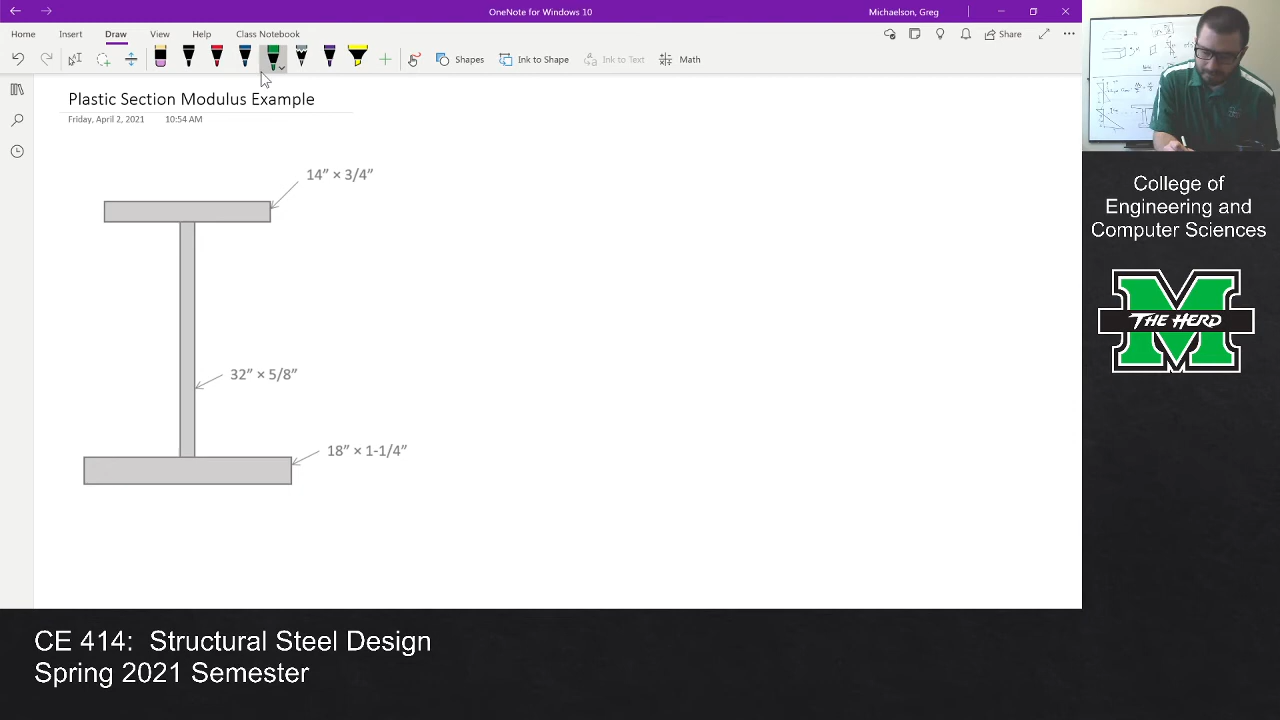 OneNote for Windows 10
Michaelson, Greg
Home Insert Draw View Help Class Notebook
Share
Shapes Ink to Shape Ink to Text Math
Plastic Section Modulus Example
Friday, April 2, 2021 10:54 AM
14” × 3/4”
32” × 5/8”
18” × 1-1/4”
College of
Engineering and
Computer Sciences
M
THE HERD
CE 414: Structural Steel Design
Spring 2021 Semester